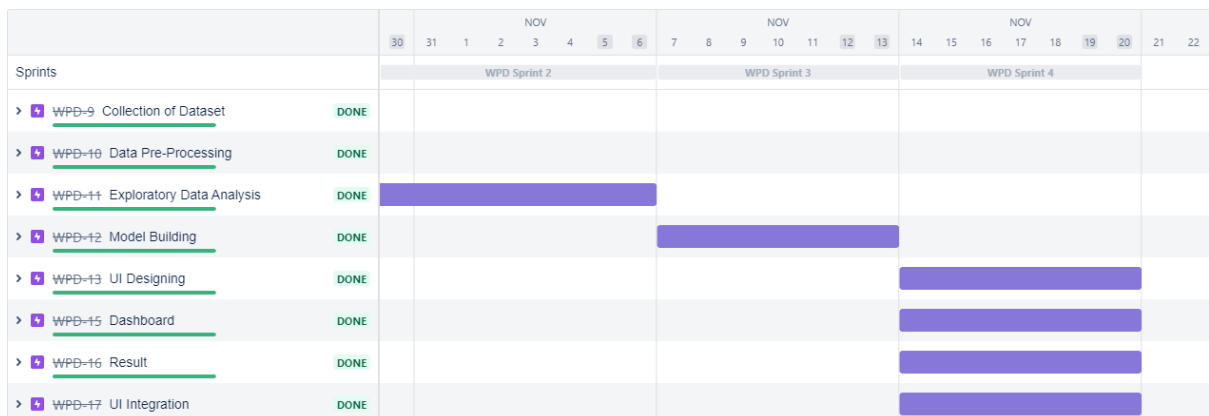 NOV NOV NOV
30 31 1 2 3 4 5 6 7 8 9 10 11 12 13 14 15 16 17 18 19 20 21 22
Sprints WPD Sprint 2 WPD Sprint 3 WPD Sprint 4
WPD-9 Collection of Dataset DONE
WPD-10 Data Pre-Processing DONE
WPD-11 Exploratory Data Analysis DONE
WPD-12 Model Building DONE
WPD-13 UI Designing DONE
WPD-15 Dashboard DONE
WPD-16 Result DONE
WPD-17 UI Integration DONE